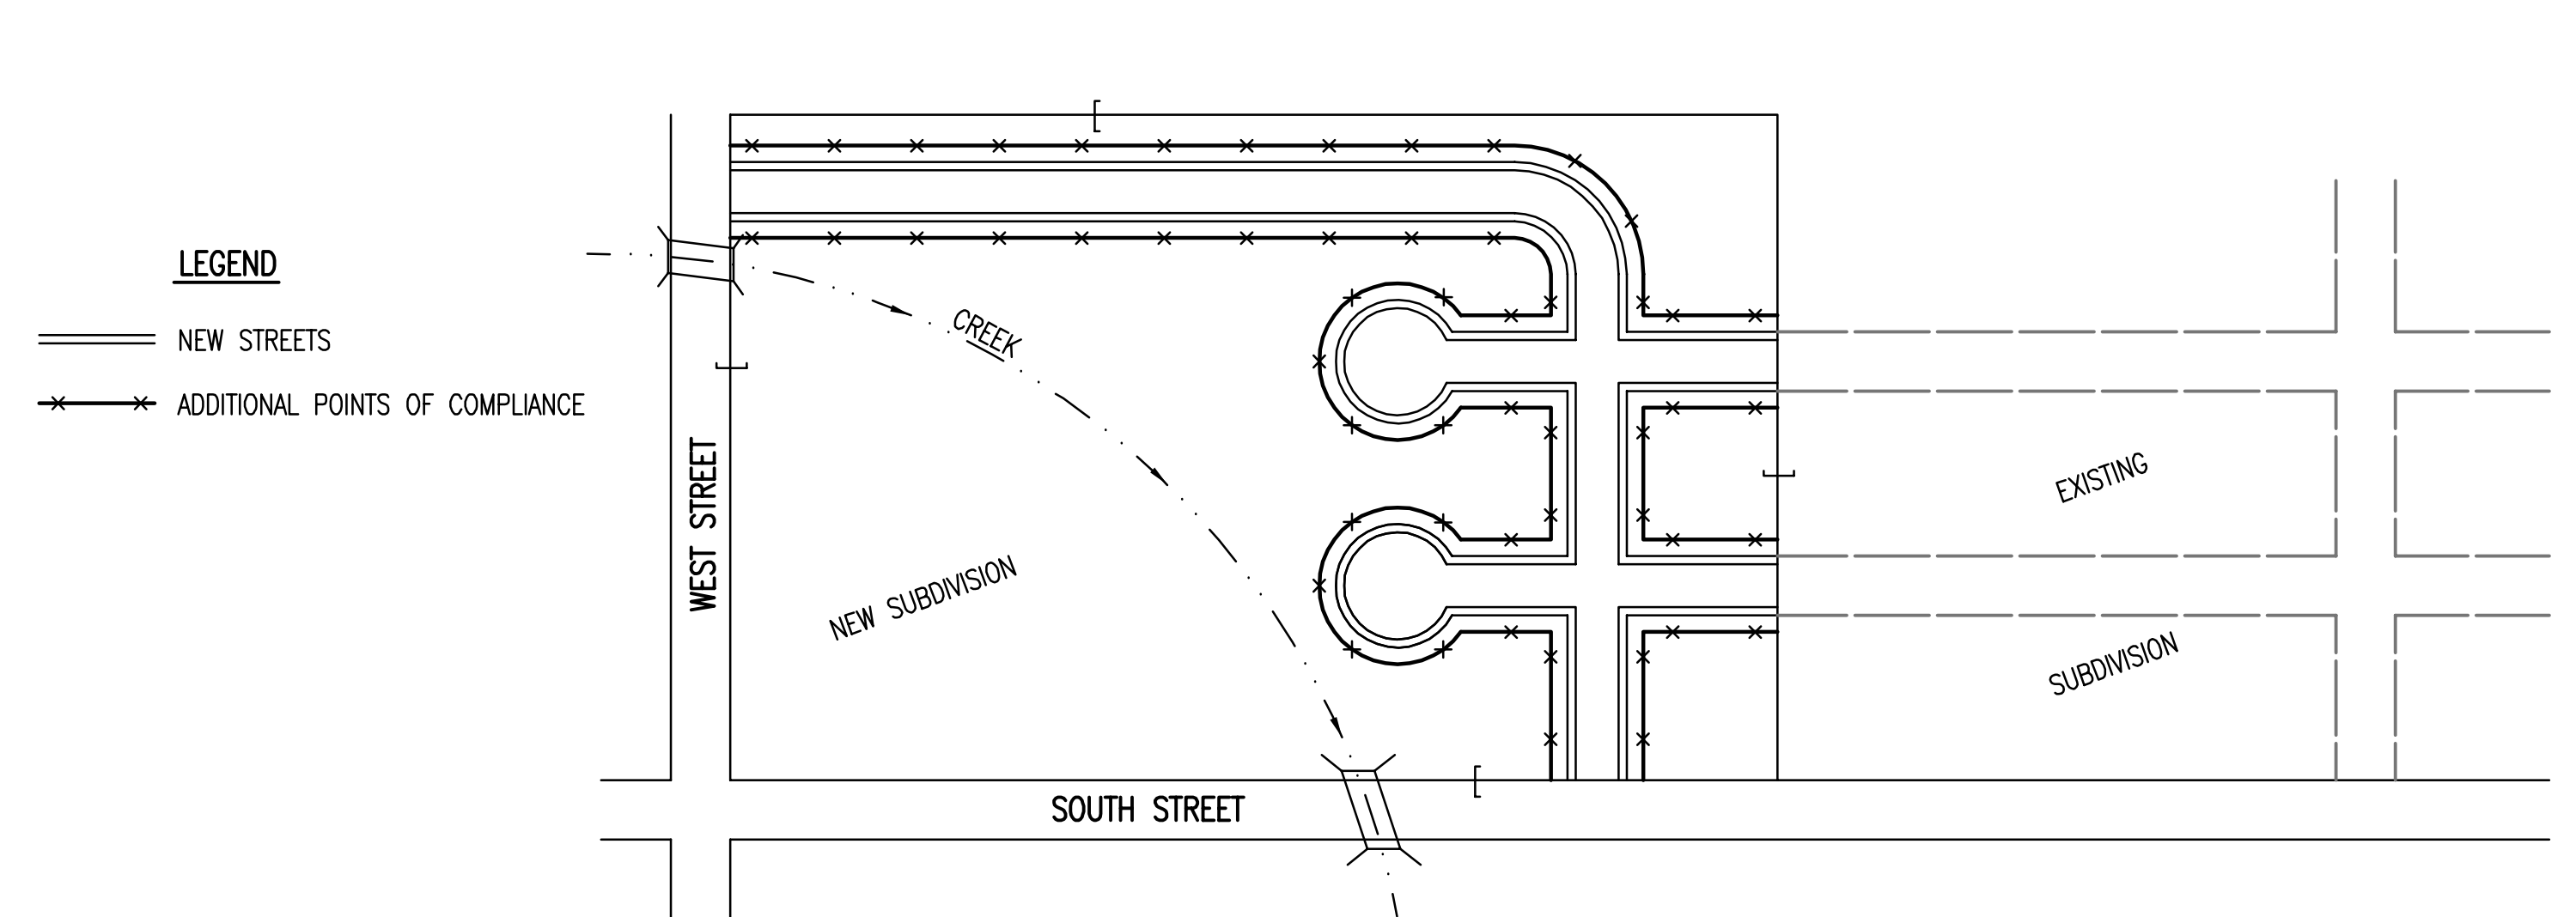 LEGEND
NEW STREETS
ADDITIONAL POINTS OF COMPLIANCE
WEST STREET
CREEK
NEW SUBDIVISION
SOUTH STREET
EXISTING
SUBDIVISION